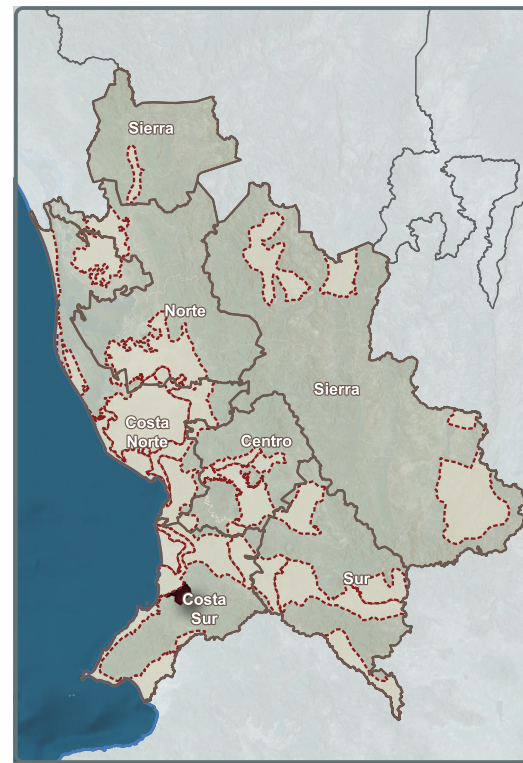 Sierra
Norte
Sierra
Costa
Norte
Centro
Sur
Costa
Sur